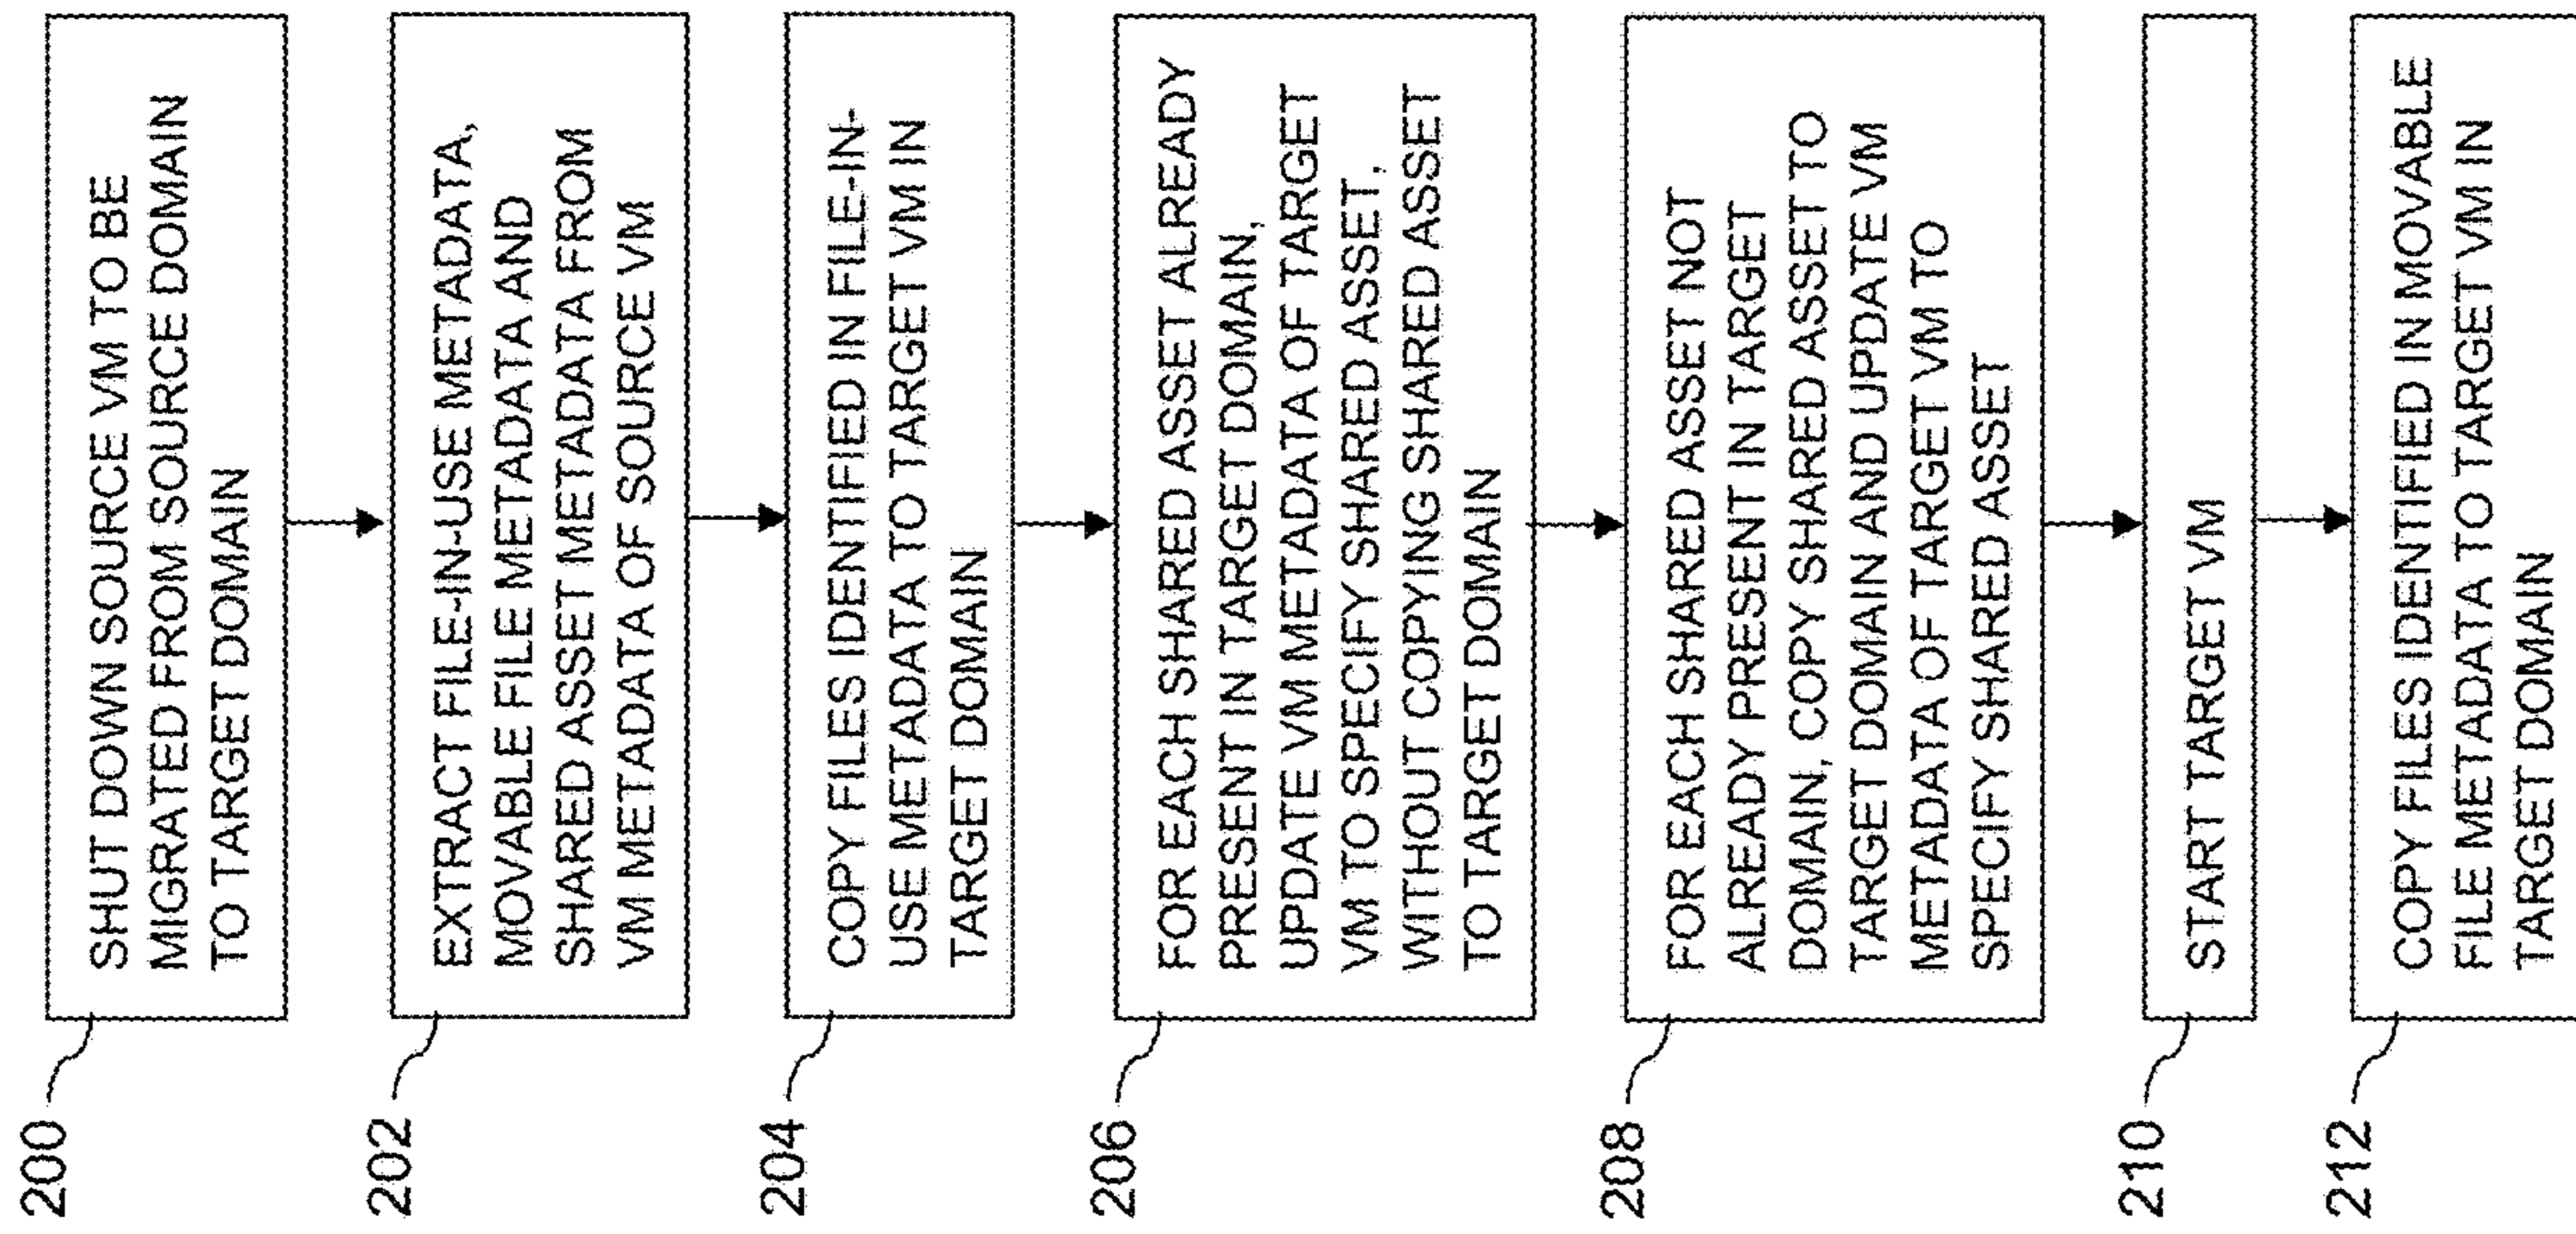 200
SHUT DOWN SOURCE VM TO BE
MIGRATED FROM SOURCE DOMAIN
TO TARGET DOMAIN
202
EXTRACT FILE-IN-USE METADATA,
MOVABLE FILE METADATA AND
SHARED ASSET METADATA FROM
VM METADATA OF SOURCE VM
204
COPY FILES IDENTIFIED IN FILE-IN-
USE METADATA TO TARGET VM IN
TARGET DOMAIN
206
FOR EACH SHARED ASSET ALREADY
PRESENT IN TARGET DOMAIN,
UPDATE VM METADATA OF TARGET
VM TO SPECIFY SHARED ASSET,
WITHOUT COPYING SHARED ASSET
TO TARGET DOMAIN
208
FOR EACH SHARED ASSET NOT
ALREADY PRESENT IN TARGET
DOMAIN, COPY SHARED ASSET TO
TARGET DOMAIN AND UPDATE VM
METADATA OF TARGET VM TO
SPECIFY SHARED ASSET
210
START TARGET VM
212
COPY FILES IDENTIFIED IN MOVABLE
FILE METADATA TO TARGET VM IN
TARGET DOMAIN